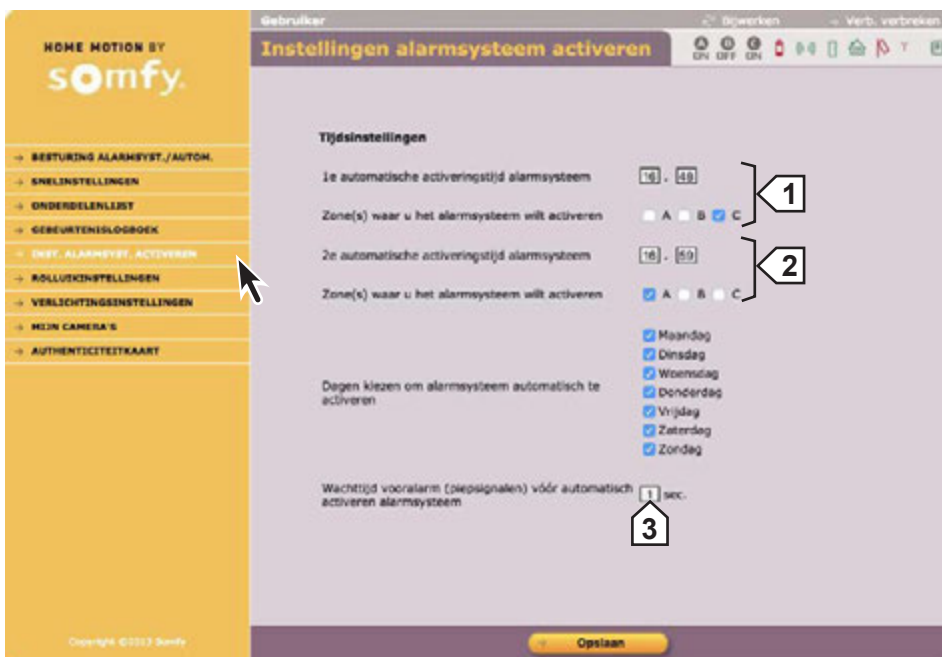 Gebruiker
Bijwerken
Verb. verbreken
HOME MOTION BY
somfy.
Instellingen alarmsysteem activeren
A B C
ON OFF ON
BESTURING ALARMSYST./AUTOM.
SNELINSTELLINGEN
ONDERDELENLIJST
GEBEURTENISLOGBOEK
INST. ALARMSYST. ACTIVEREN
ROLLUIKINSTELLINGEN
VERLICHTINGSINSTELLINGEN
MIJN CAMERA'S
AUTHENTICITEITKAART
Tijdsinstellingen
1e automatische activeringstijd alarmsysteem
16 . 49
1
Zone(s) waar u het alarmsysteem wilt activeren
A B C
2e automatische activeringstijd alarmsysteem
16 . 59
2
Zone(s) waar u het alarmsysteem wilt activeren
A B C
Dagen kiezen om alarmsysteem automatisch te
activeren
Maandag
Dinsdag
Woensdag
Donderdag
Vrijdag
Zaterdag
Zondag
Wachttijd vooralarm (piepsignalen) vóór automatisch
activeren alarmsysteem
1 sec.
3
Copyright ©2013 Somfy
Opslaan